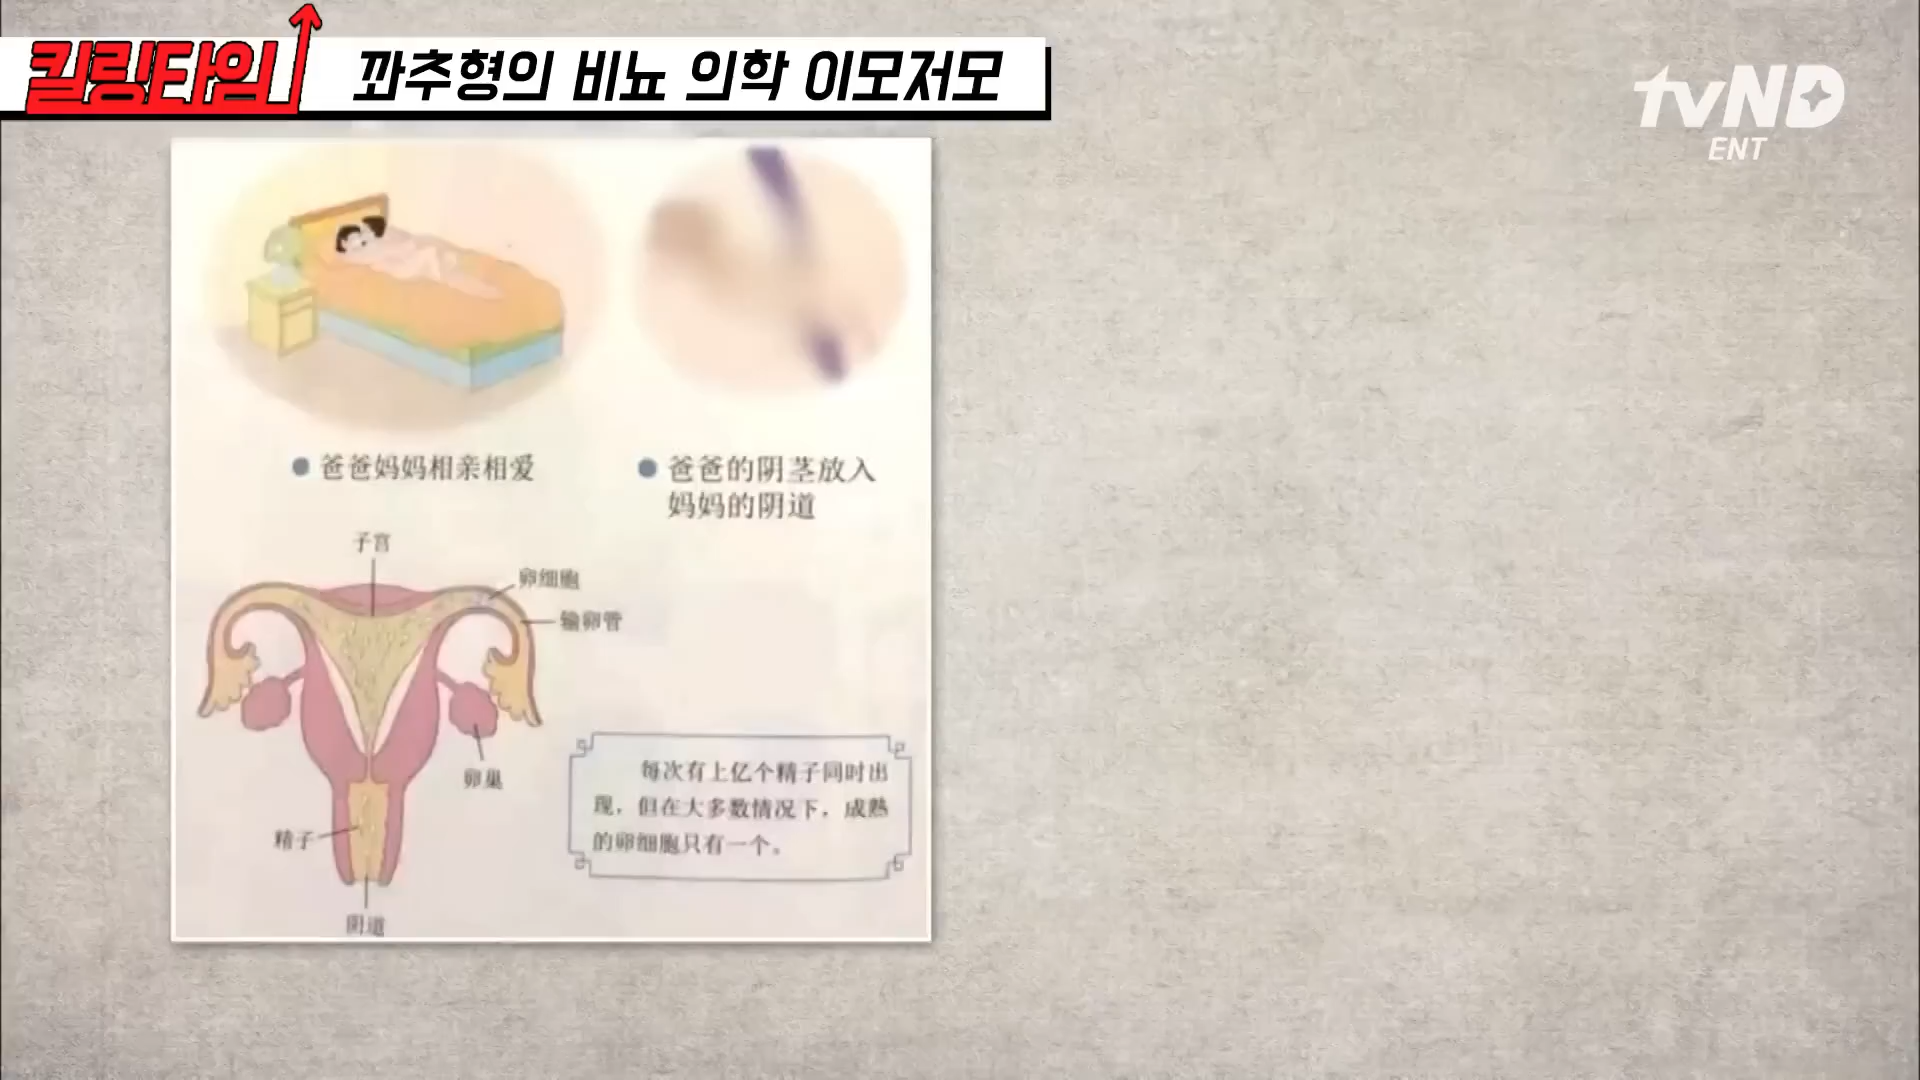 킬링타임
꽈추형의 비뇨 의학 이모저모
tvND
ENT
爸爸妈妈相亲相爱
爸爸的阴茎放入
妈妈的阴道
子宫
卵细胞
输卵管
卵巢
精子
阴道
每次有上亿个精子同时出
现，但在大多数情况下，成熟
的卵细胞只有一个。